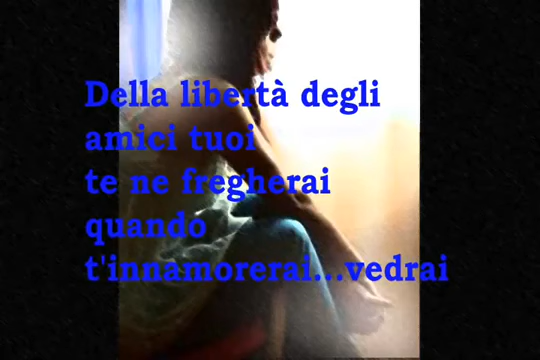 Della libertà degli
amici tuoi
te ne fregherai
quando
t'innamorerai...vedrai